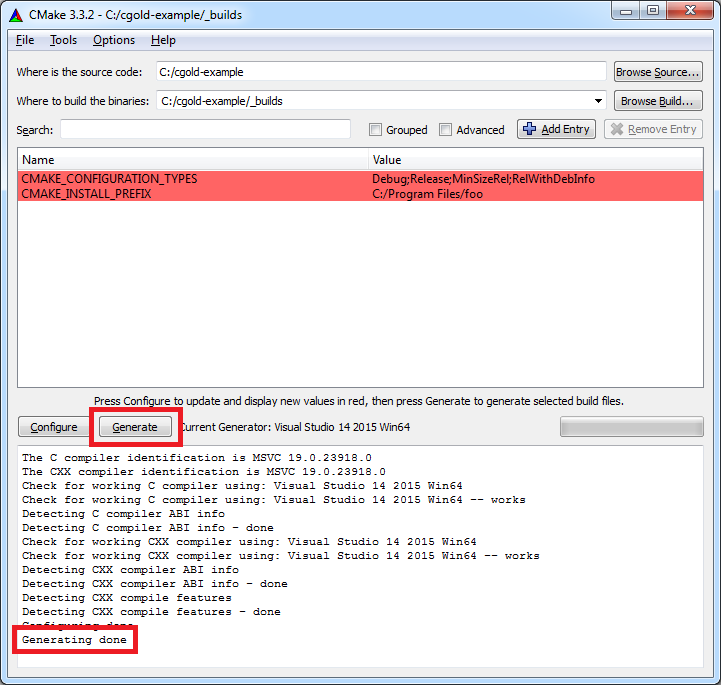 CMake 3.3.2 - C:/cgold-example/_builds
File Tools Options Help
Where is the source code: C:/cgold-example Browse Source...
Where to build the binaries: C:/cgold-example/_builds Browse Build...
Search: Grouped Advanced Add Entry Remove Entry
Name Value
CMAKE_CONFIGURATION_TYPES Debug;Release;MinSizeRel;RelWithDebInfo
CMAKE_INSTALL_PREFIX C:/Program Files/foo
Press Configure to update and display new values in red, then press Generate to generate selected build files.
Configure Generate Current Generator: Visual Studio 14 2015 Win64
The C compiler identification is MSVC 19.0.23918.0
The CXX compiler identification is MSVC 19.0.23918.0
Check for working C compiler using: Visual Studio 14 2015 Win64
Check for working C compiler using: Visual Studio 14 2015 Win64 -- works
Detecting C compiler ABI info
Detecting C compiler ABI info - done
Check for working CXX compiler using: Visual Studio 14 2015 Win64
Check for working CXX compiler using: Visual Studio 14 2015 Win64 -- works
Detecting CXX compiler ABI info
Detecting CXX compiler ABI info - done
Detecting CXX compile features
Detecting CXX compile features - done
Configuring done
Generating done